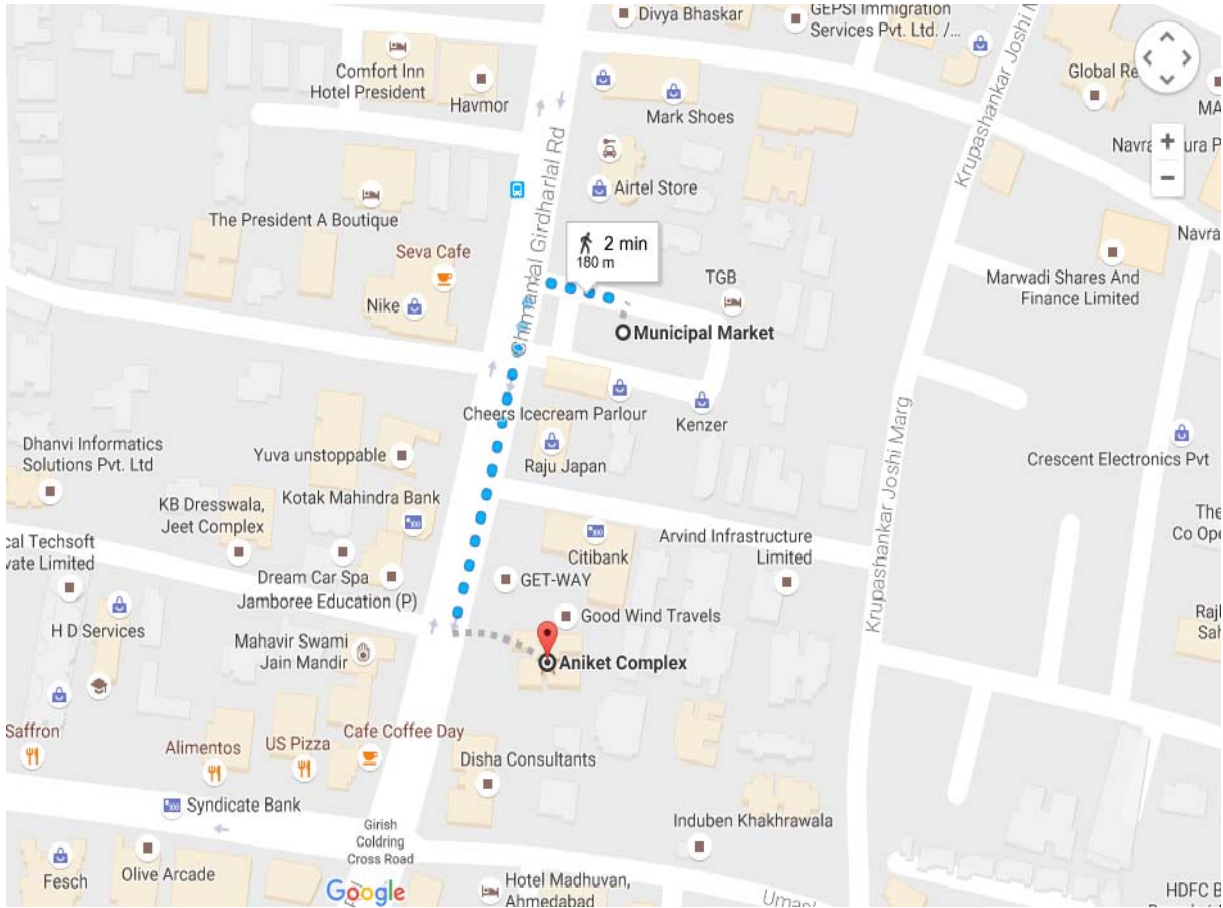 Divya Bhaskar
GEPSI Immigration
Services Pvt. Ltd. /...
Comfort Inn
Hotel President
Havmor
Mark Shoes
Global Re
MA
Navra
ura P
Krupashankar Joshi M
Chimanlal Girdharlal Rd
Airtel Store
The President A Boutique
Seva Cafe
Nike
2 min
180 m
TGB
Municipal Market
Navra
Marwadi Shares And
Finance Limited
Cheers Icecream Parlour
Kenzer
Raju Japan
Krupashankar Joshi Marg
Crescent Electronics Pvt
Dhanvi Informatics
Solutions Pvt. Ltd
Yuva unstoppable
KB Dresswala,
Jeet Complex
Kotak Mahindra Bank
Citibank
Arvind Infrastructure
Limited
The
Co Ope
cal Techsoft
vate Limited
Dream Car Spa
Jamboree Education (P)
GET-WAY
Good Wind Travels
H D Services
Mahavir Swami
Jain Mandir
Aniket Complex
Rajl
Sah
Saffron
Alimentos
US Pizza
Cafe Coffee Day
Disha Consultants
Syndicate Bank
Girish
Coldring
Cross Road
Induben Khakhrawala
Fesch
Olive Arcade
Google
Hotel Madhuvan,
Ahmedabad
HDFC B